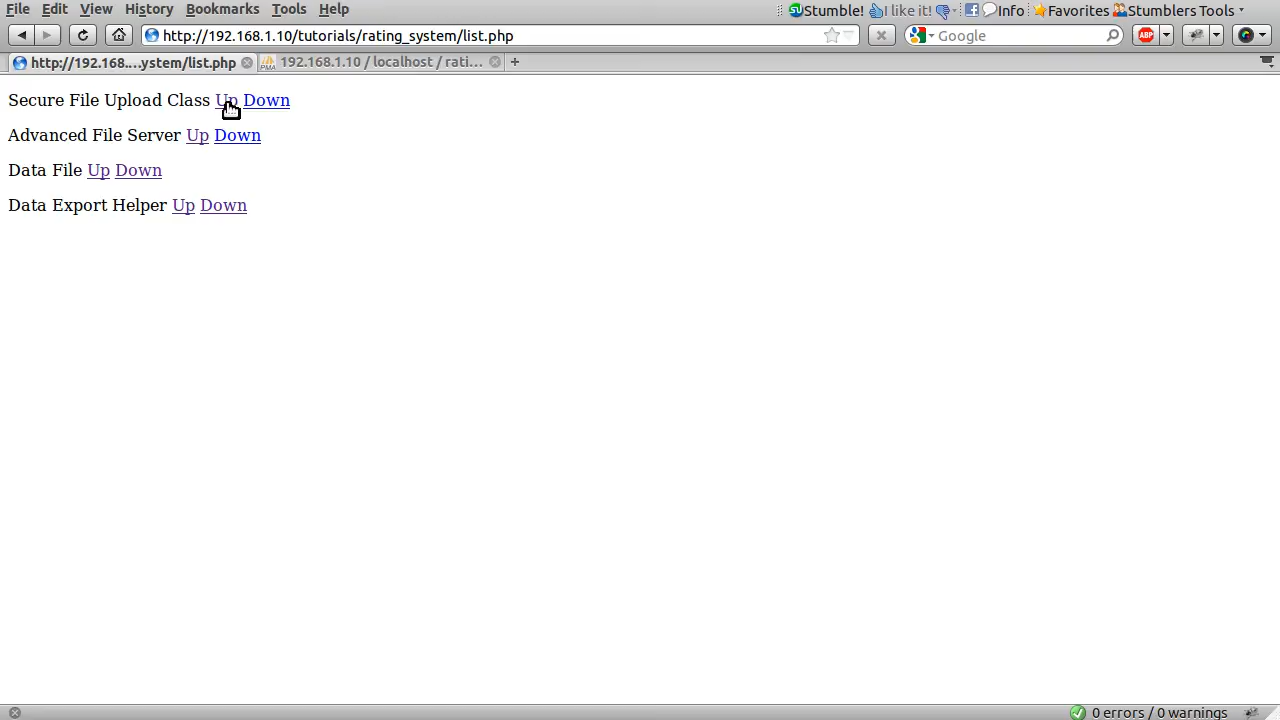 File Edit View History Bookmarks Tools Help Stumble! I like it! Info Favorites Stumblers Tools
http://192.168.1.10/tutorials/rating_system/list.php Google ABP
http://192.168....ystem/list.php PMA 192.168.1.10 / localhost / rati...
Secure File Upload Class Up Down
Advanced File Server Up Down
Data File Up Down
Data Export Helper Up Down
0 errors / 0 warnings